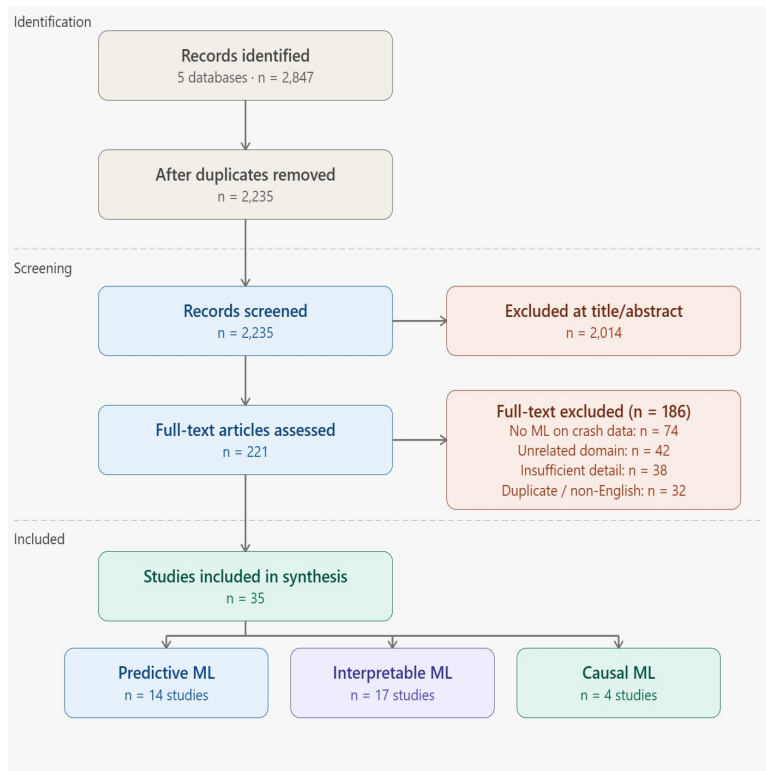 Identification
Records identified
5 databases · n = 2,847
After duplicates removed
n = 2,235
Screening
Records screened
n = 2,235
Excluded at title/abstract
n = 2,014
Full-text articles assessed
n = 221
Full-text excluded (n = 186)
No ML on crash data: n = 74
Unrelated domain: n = 42
Insufficient detail: n = 38
Duplicate / non-English: n = 32
Included
Studies included in synthesis
n = 35
Predictive ML
n = 14 studies
Interpretable ML
n = 17 studies
Causal ML
n = 4 studies